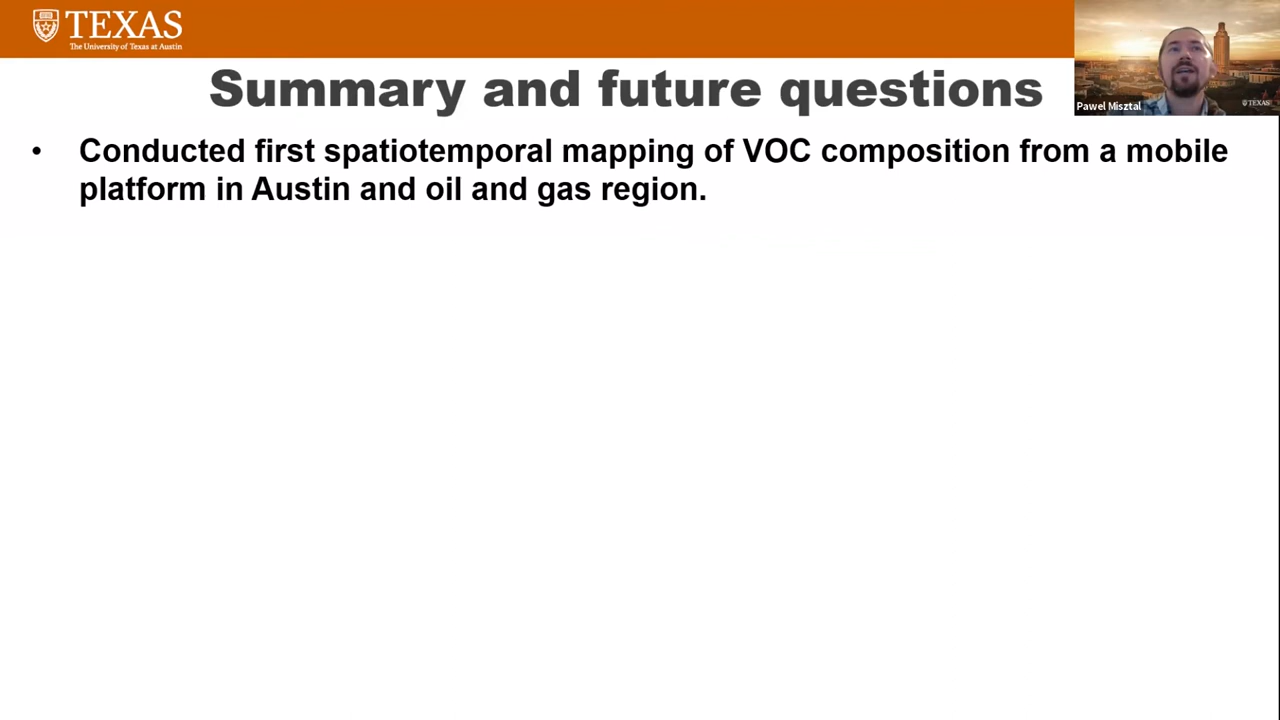 TEXAS
The University of Texas at Austin
Summary and future questions
Pawel Misztal
TEXAS
• Conducted first spatiotemporal mapping of VOC composition from a mobile
platform in Austin and oil and gas region.